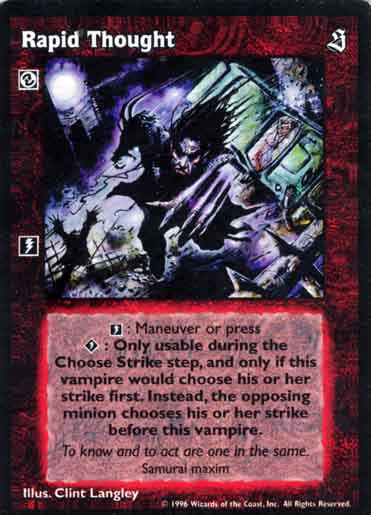 Rapid Thought
: Maneuver or press
: Only usable during the
Choose Strike step, and only if this
vampire would choose his or her
strike first. Instead, the opposing
minion chooses his or her strike
before this vampire.
To know and to act are one in the same.
Samurai maxim
Illus. Clint Langley
© 1996 Wizards of the Coast, Inc. All Rights Reserved.